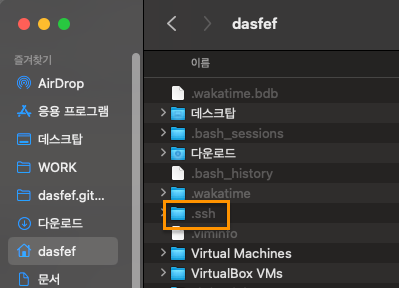 dasfef
즐겨찾기
AirDrop
응용 프로그램
데스크탑
WORK
dasfef.git...
다운로드
dasfef
문서
이름
.wakatime.bdb
데스크탑
.bash_sessions
다운로드
.bash_history
.wakatime
.ssh
.viminfo
Virtual Machines
VirtualBox VMs